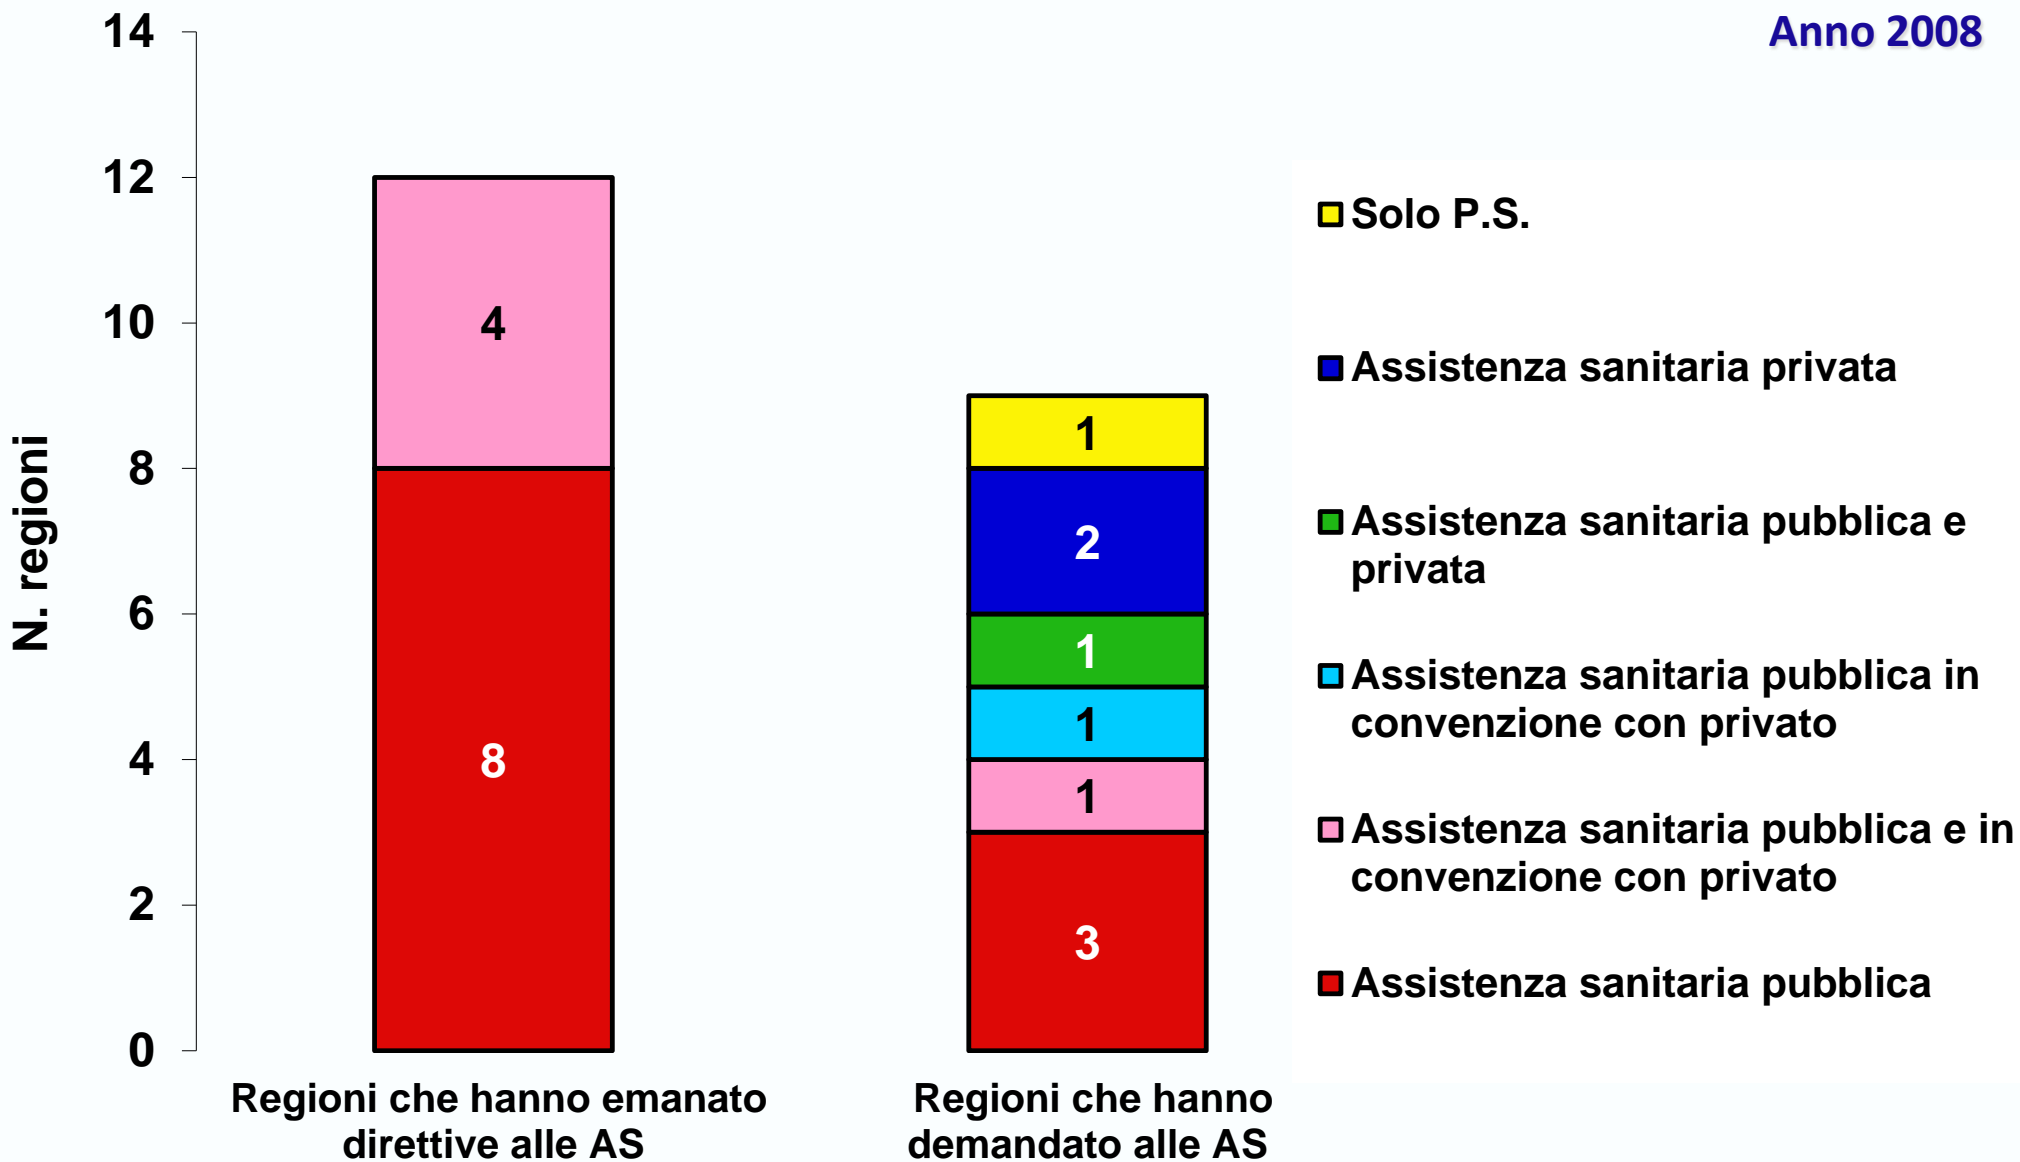 Anno 2008
N. regioni
14
12
10
8
6
4
2
0
4
8
1
2
1
1
1
3
Regioni che hanno emanato
direttive alle AS
Regioni che hanno
demandato alle AS
Solo P.S.
Assistenza sanitaria privata
Assistenza sanitaria pubblica e
privata
Assistenza sanitaria pubblica in
convenzione con privato
Assistenza sanitaria pubblica e in
convenzione con privato
Assistenza sanitaria pubblica